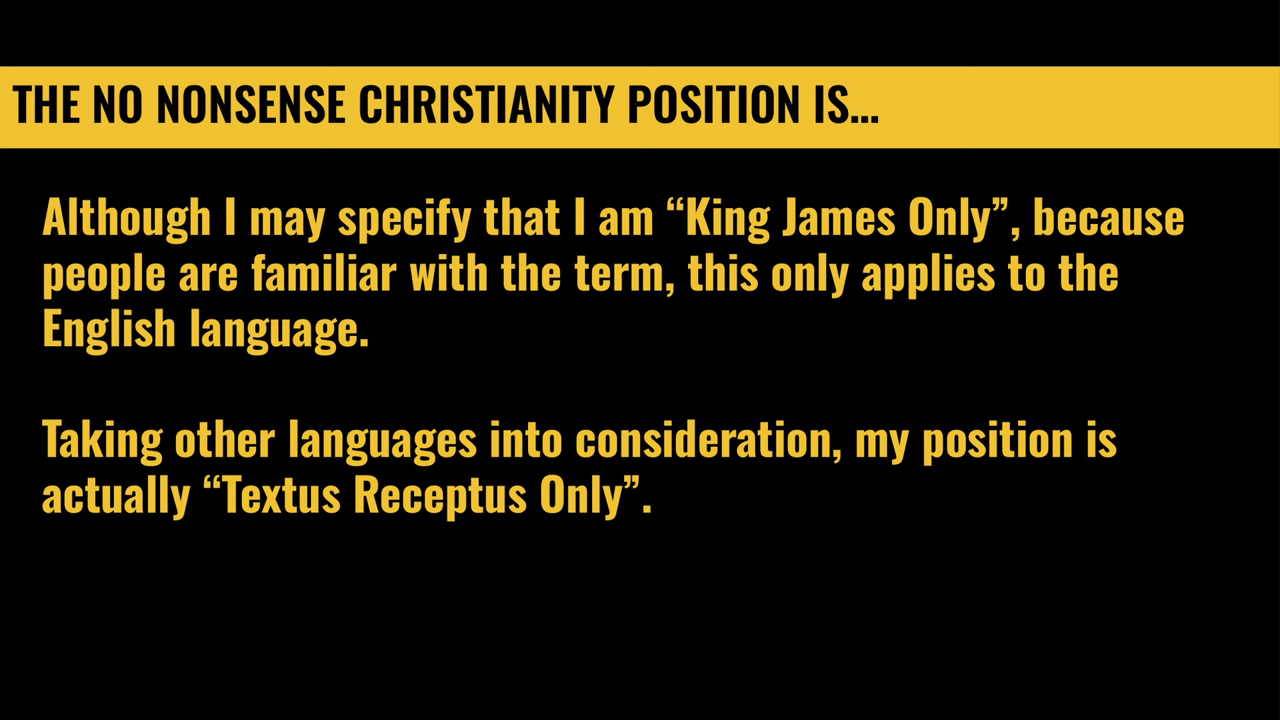 THE NO NONSENSE CHRISTIANITY POSITION IS...
Although I may specify that I am “King James Only”, because
people are familiar with the term, this only applies to the
English language.
Taking other languages into consideration, my position is
actually “Textus Receptus Only”.